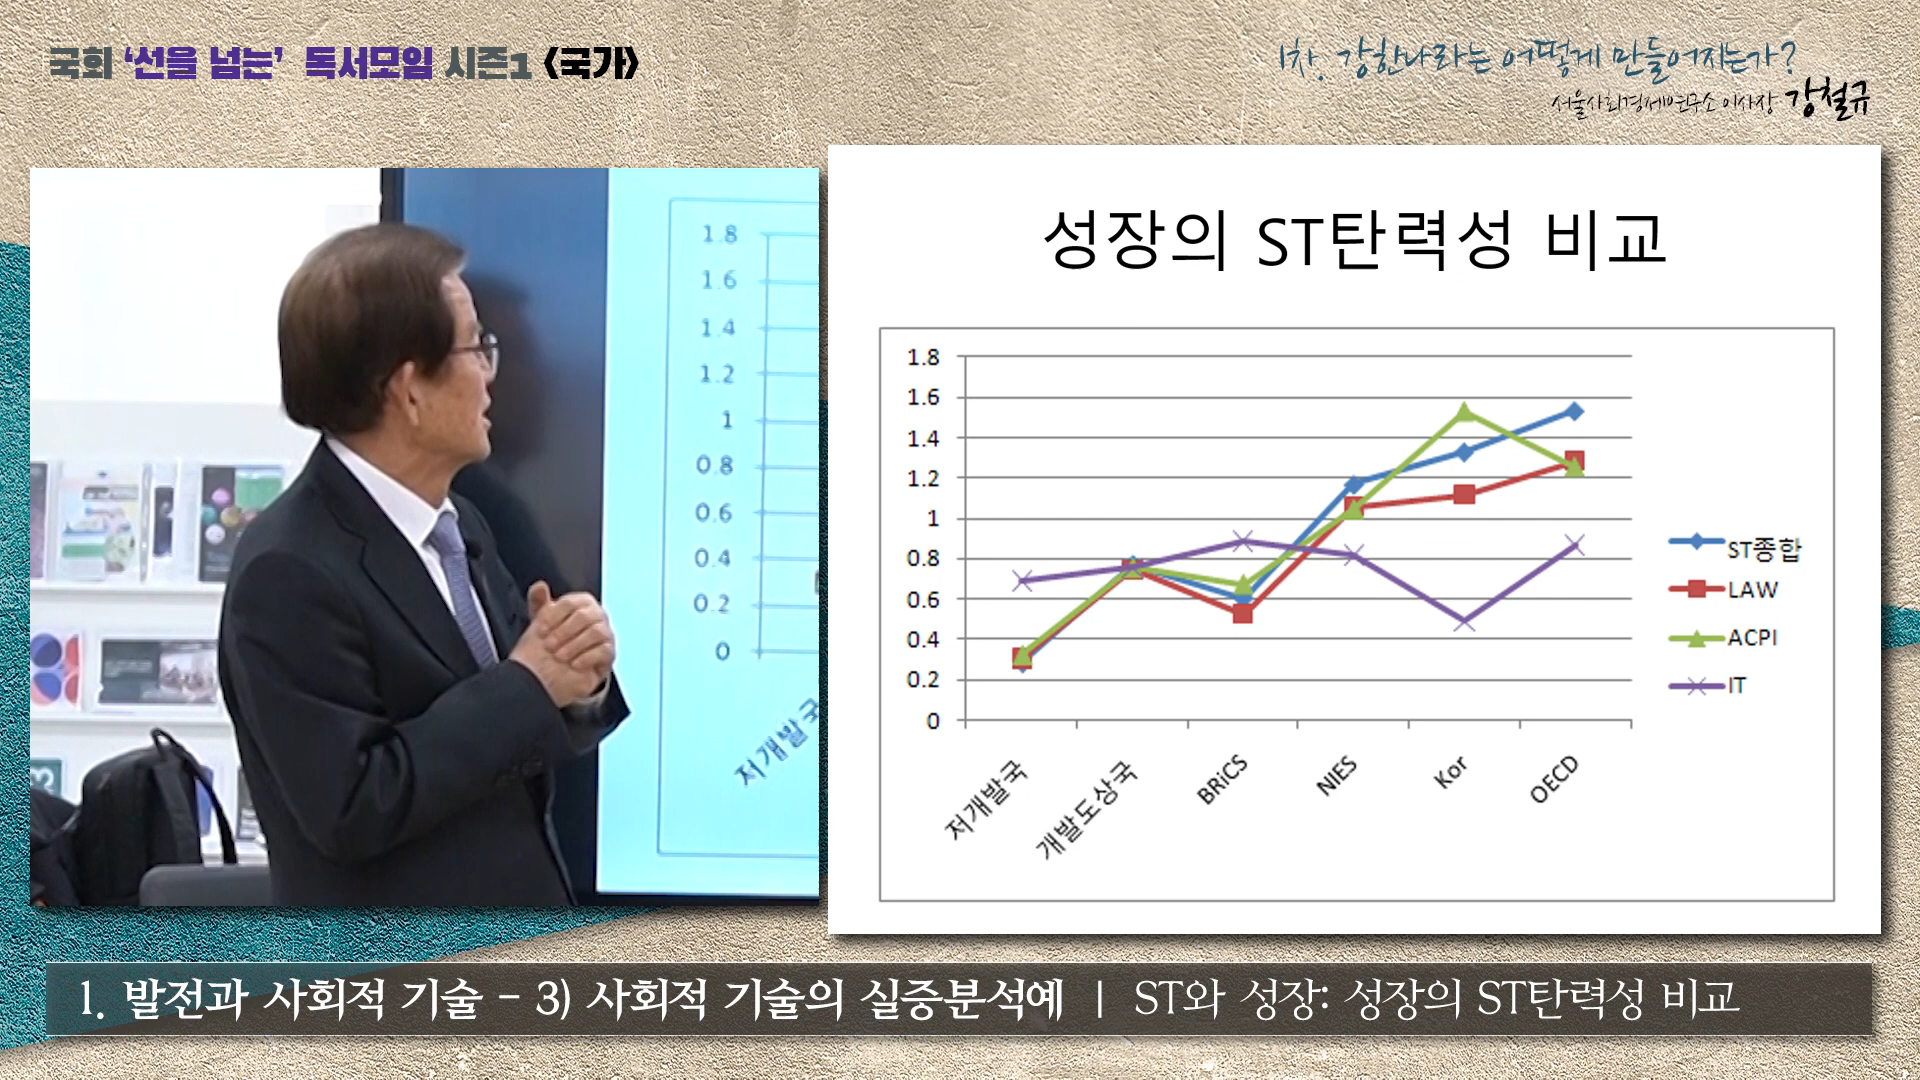 국회 '선을 넘는' 독서모임 시즌1 〈국가〉
1차. 강한나라는 어떻게 만들어지는가?
서울사회경제연구소 이사장 강철규
1.8
1.6
1.4
1.2
1
0.8
0.6
0.4
0.2
0
저개발국
성장의 ST탄력성 비교
1.8
1.6
1.4
1.2
1
0.8
0.6
0.4
0.2
0
저개발국
개발도상국
BRiCS
NIES
Kor
OECD
ST종합
LAW
ACPI
IT
1. 발전과 사회적 기술 - 3) 사회적 기술의 실증분석예 | ST와 성장: 성장의 ST탄력성 비교